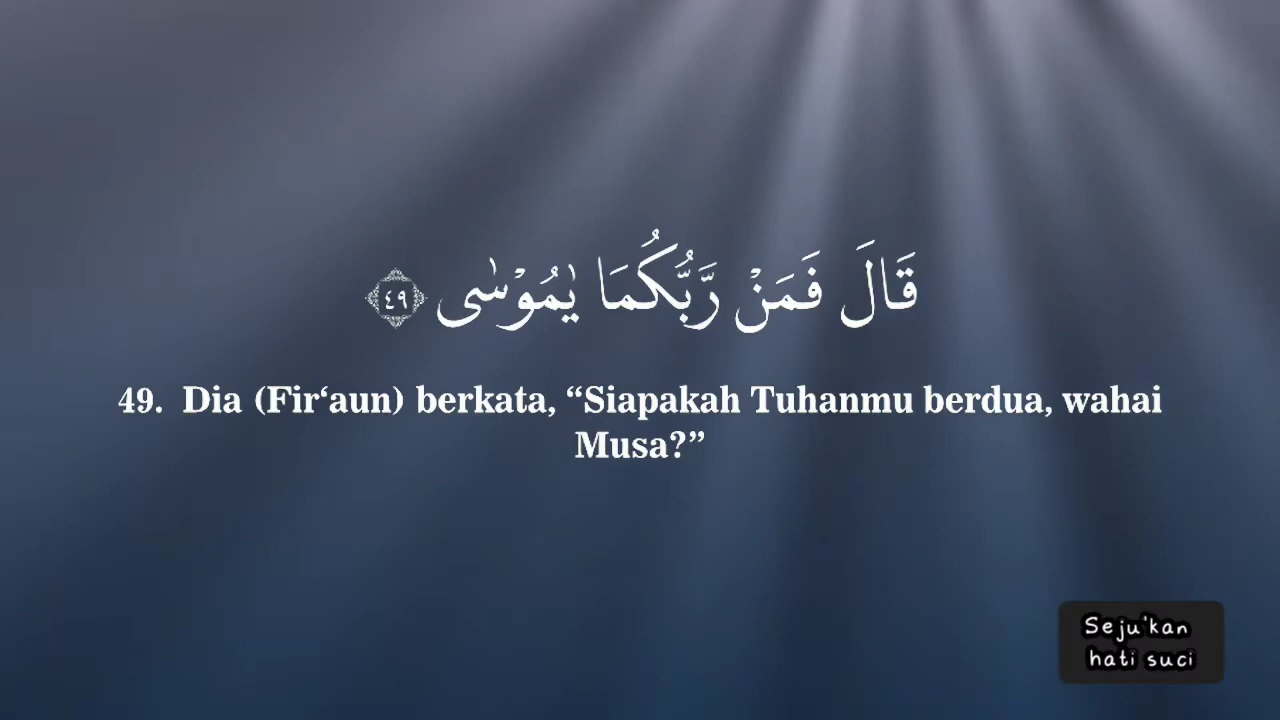 قَالَ فَمَنْ رَّبُّكُمَا يٰمُوْسٰى ٤٩
49. Dia (Fir‘aun) berkata, “Siapakah Tuhanmu berdua, wahai
Musa?”
Seju'kan
hati suci